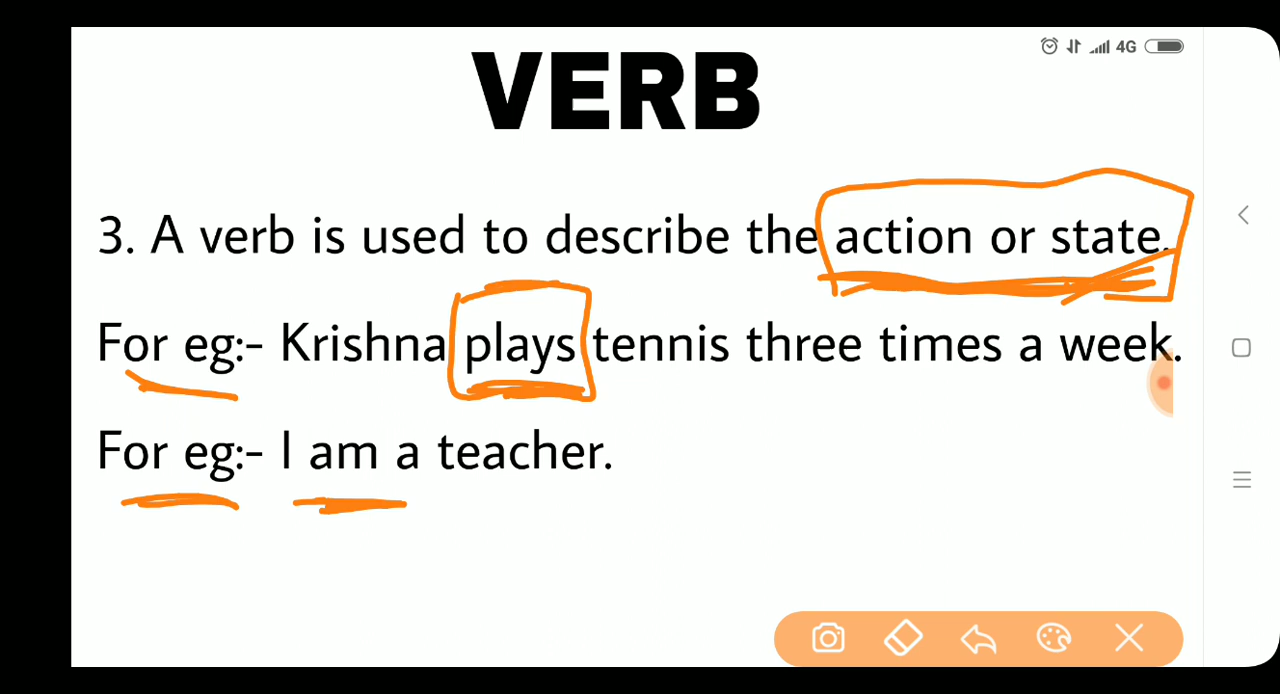 4G
VERB
3. A verb is used to describe the action or state.
For eg:- Krishna plays tennis three times a week.
For eg:- I am a teacher.